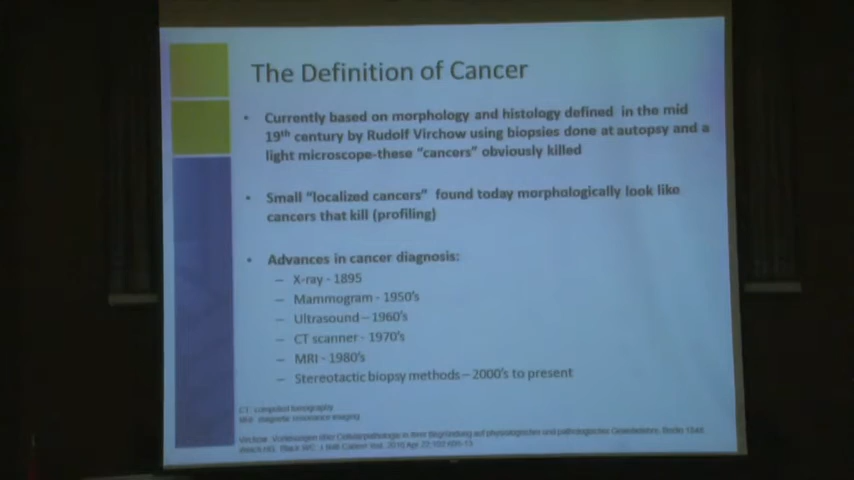 The Definition of Cancer
• Currently based on morphology and histology defined in the mid
19th century by Rudolf Virchow using biopsies done at autopsy and a
light microscope-these "cancers" obviously killed
• Small "localized cancers" found today morphologically look like
cancers that kill (profiling)
• Advances in cancer diagnosis:
– X-ray - 1895
– Mammogram - 1950's
– Ultrasound – 1960's
– CT scanner - 1970's
– MRI - 1980's
– Stereotactic biopsy methods – 2000's to present
CT: computed tomography
resonance imaging
Berlin